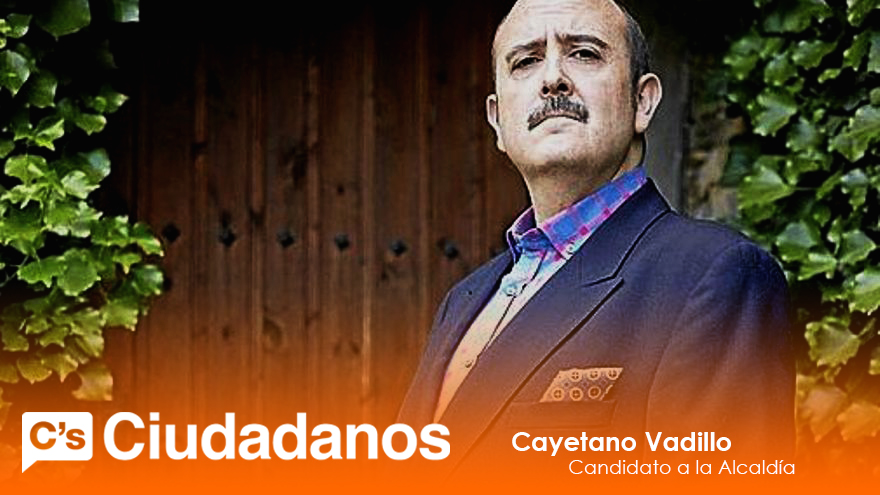 C's Ciudadanos
Cayetano Vadillo
Candidato a la Alcaldía